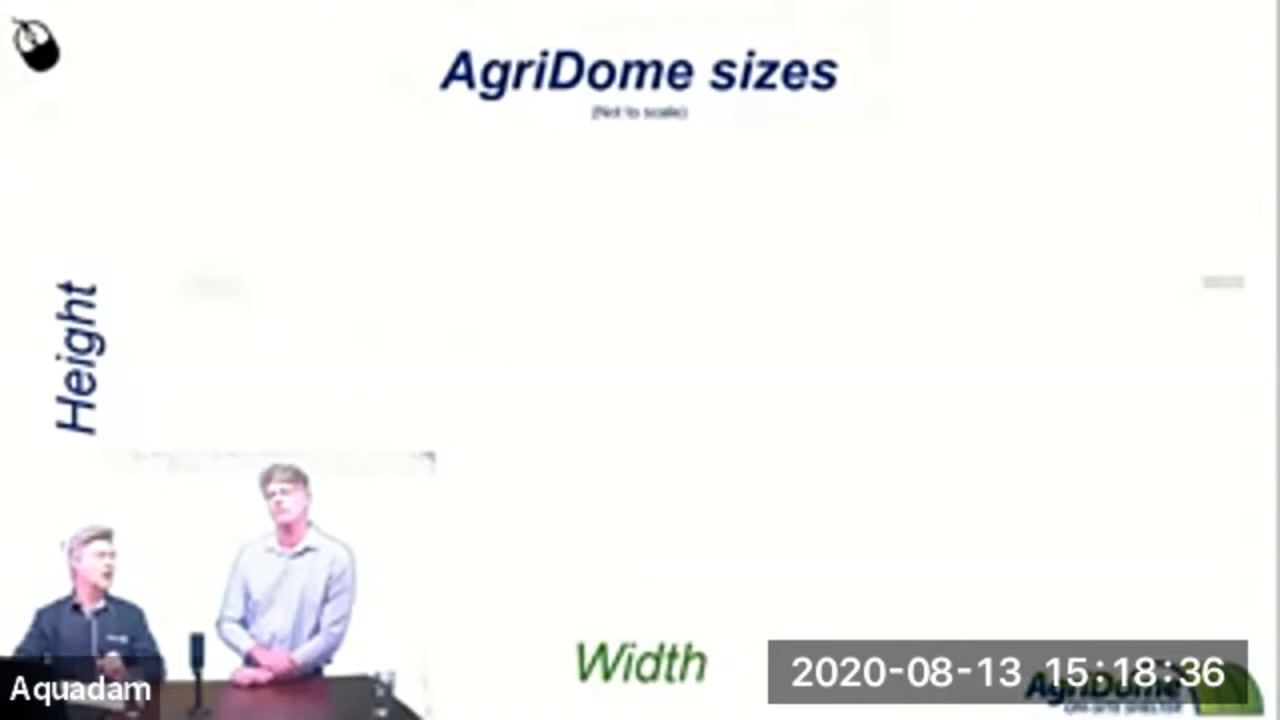 AgriDome sizes
(Not to scale)
Height
Width
2020-08-13 15:18:36
Aquadam
AgriDome